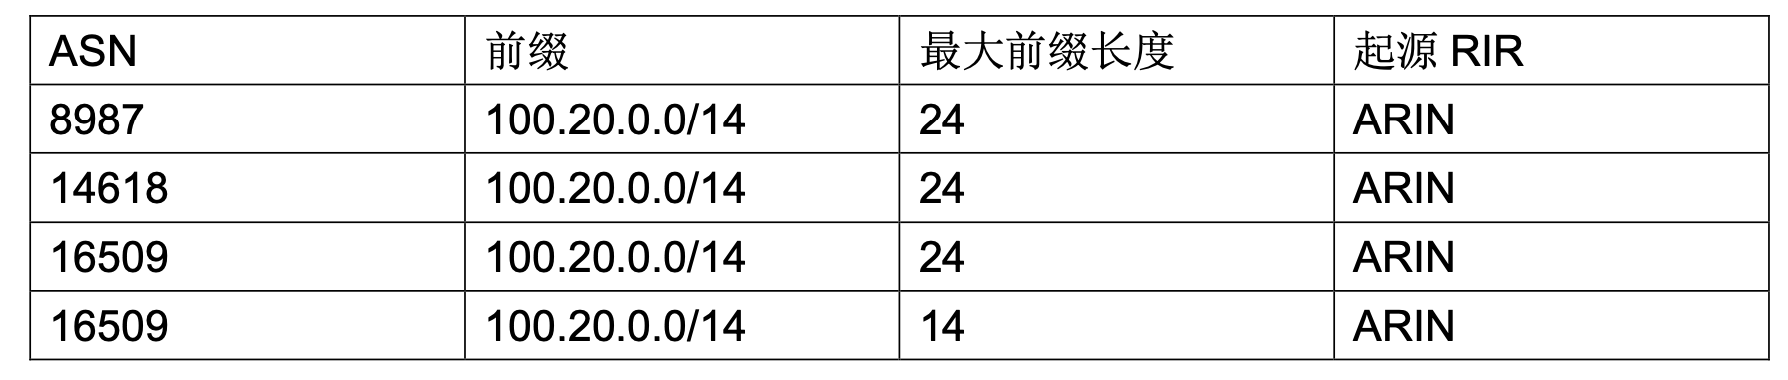 ASN 前缀 最大前缀长度 起源 RIR
8987 100.20.0.0/14 24 ARIN
14618 100.20.0.0/14 24 ARIN
16509 100.20.0.0/14 24 ARIN
16509 100.20.0.0/14 14 ARIN